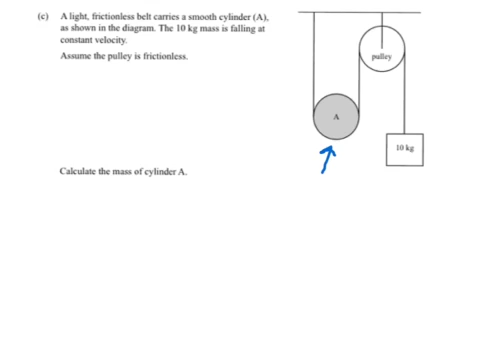 (c) A light, frictionless belt carries a smooth cylinder (A),
as shown in the diagram. The 10 kg mass is falling at
constant velocity.
Assume the pulley is frictionless.
pulley
A
10 kg
Calculate the mass of cylinder A.